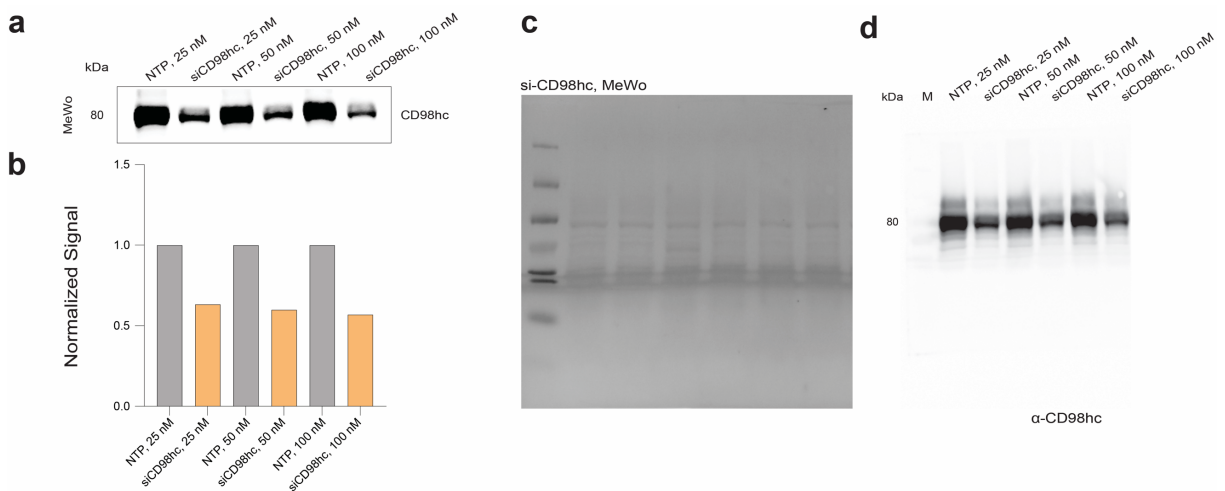 a
NTP, 25 nM
siCD98hc, 25 nM
NTP, 50 nM
siCD98hc, 50 nM
NTP, 100 nM
siCD98hc, 100 nM
kDa
MeWo
80
CD98hc
b
Normalized Signal
1.5
1.0
0.5
0.0
NTP, 25 nM
siCD98hc, 25 nM
NTP, 50 nM
siCD98hc, 50 nM
NTP, 100 nM
siCD98hc, 100 nM
c
si-CD98hc, MeWo
d
kDa
M
NTP, 25 nM
siCD98hc, 25 nM
NTP, 50 nM
siCD98hc, 50 nM
NTP, 100 nM
siCD98hc, 100 nM
80
α-CD98hc